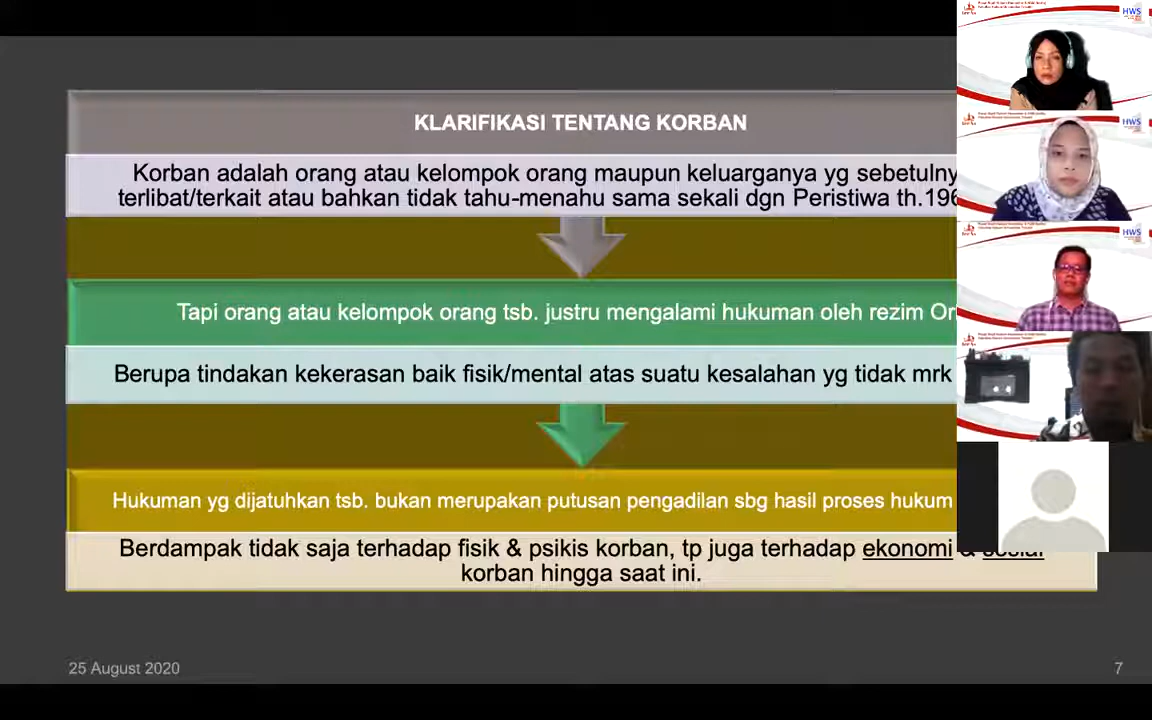 KLARIFIKASI TENTANG KORBAN
Korban adalah orang atau kelompok orang maupun keluarganya yg
terlibat/terkait atau bahkan tidak tahu-menahu sama sekali dgn Peristiwa
Tapi orang atau kelompok orang tsb. justru mengalami hukuman oleh rezim
Berupa tindakan kekerasan baik fisik/mental atas suatu kesalahan yg tidak mrk
Hukuman yg dijatuhkan tsb. bukan merupakan putusan pengadilan sbg hasil proses hukum
Berdampak tidak saja terhadap fisik & psikis korban, tp juga terhadap ekonomi & sosial
korban hingga saat ini.
25 August 2020
7
HWS
HWS
HWS